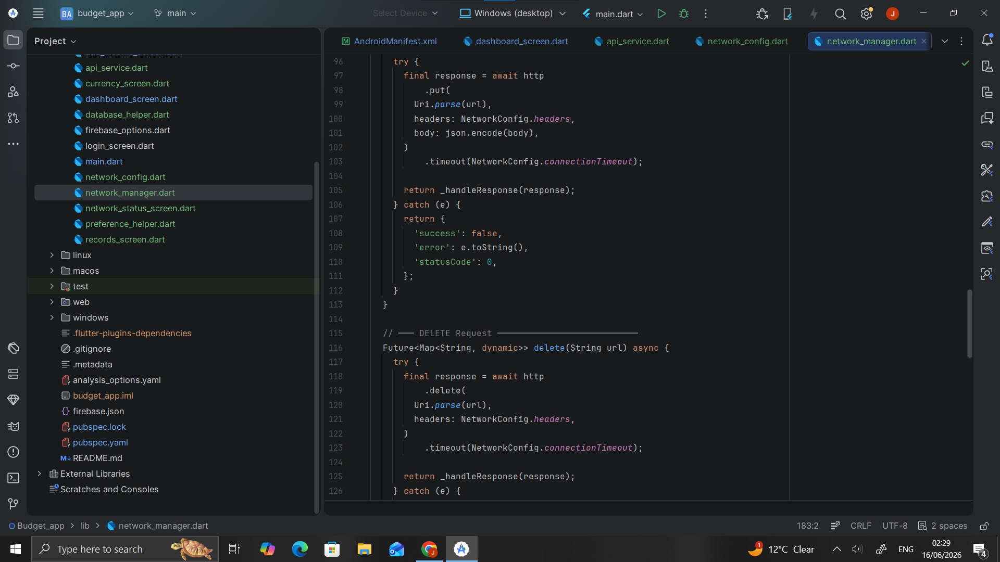 BA budget_app
main
Select Device
Windows (desktop)
main.dart
J
Project
AndroidManifest.xml
dashboard_screen.dart
api_service.dart
network_config.dart
network_manager.dart
add_income_screen.dart
api_service.dart
currency_screen.dart
dashboard_screen.dart
database_helper.dart
firebase_options.dart
login_screen.dart
main.dart
network_config.dart
network_manager.dart
network_status_screen.dart
preference_helper.dart
records_screen.dart
linux
macos
test
web
windows
.flutter-plugins-dependencies
.gitignore
.metadata
analysis_options.yaml
budget_app.iml
firebase.json
pubspec.lock
pubspec.yaml
README.md
External Libraries
Scratches and Consoles
96 try {
97 final response = await http
98 .put(
99 Uri.parse(url),
100 headers: NetworkConfig.headers,
101 body: json.encode(body),
102 )
103 .timeout(NetworkConfig.connectionTimeout);
104
105 return _handleResponse(response);
106 } catch (e) {
107 return {
108 'success': false,
109 'error': e.toString(),
110 'statusCode': 0,
111 };
112 }
113 }
114
115 // ─── DELETE Request ───────────────────────────
116 Future<Map<String, dynamic>> delete(String url) async {
117 try {
118 final response = await http
119 .delete(
120 Uri.parse(url),
121 headers: NetworkConfig.headers,
122 )
123 .timeout(NetworkConfig.connectionTimeout);
124
125 return _handleResponse(response);
126 } catch (e) {
Budget_app > lib > network_manager.dart
183:2
CRLF
UTF-8
2 spaces
Type here to search
1
12°C Clear
ENG
02:29
16/06/2026
4